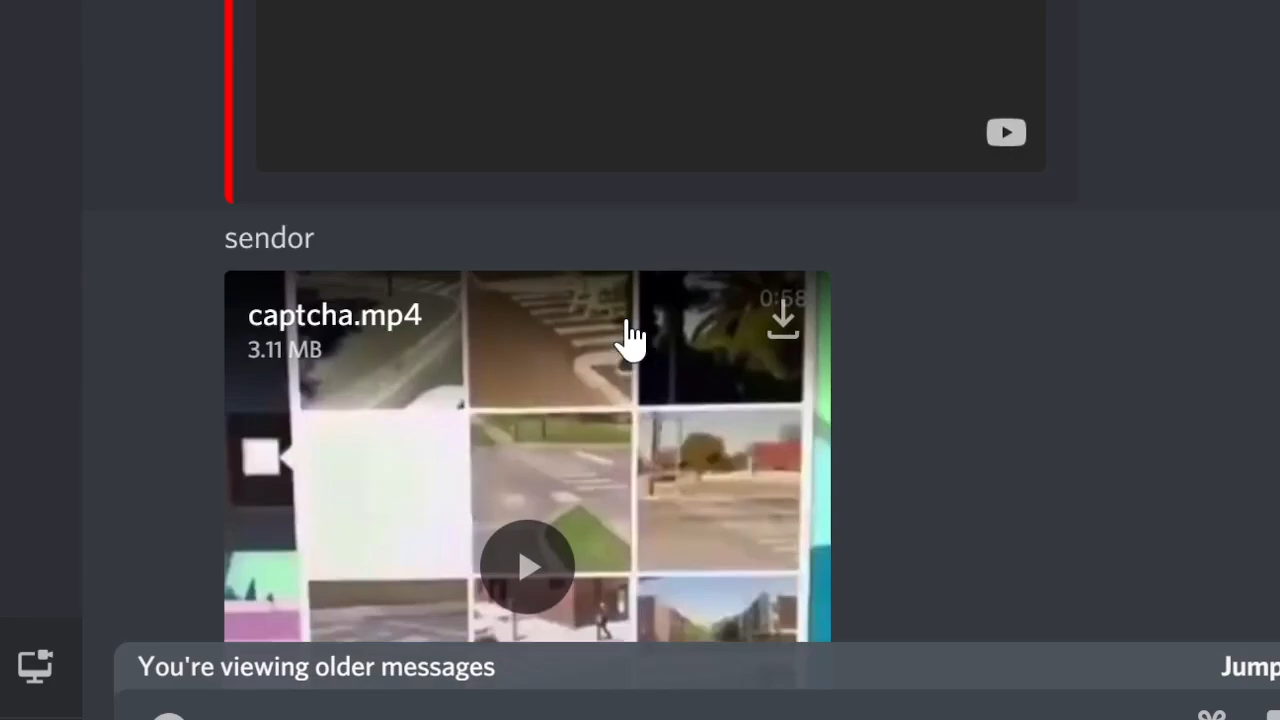 sendor
0:58
captcha.mp4
3.11 MB
You're viewing older messages
Jump